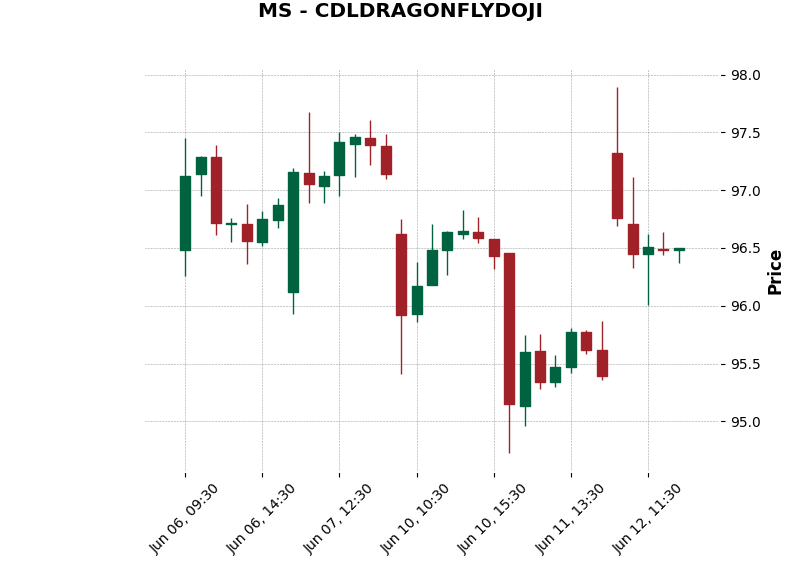 MS - CDLDRAGONFLYDOJI
98.0
97.5
97.0
96.5
96.0
95.5
95.0
Price
Jun 06, 09:30
Jun 06, 14:30
Jun 07, 12:30
Jun 10, 10:30
Jun 10, 15:30
Jun 11, 13:30
Jun 12, 11:30